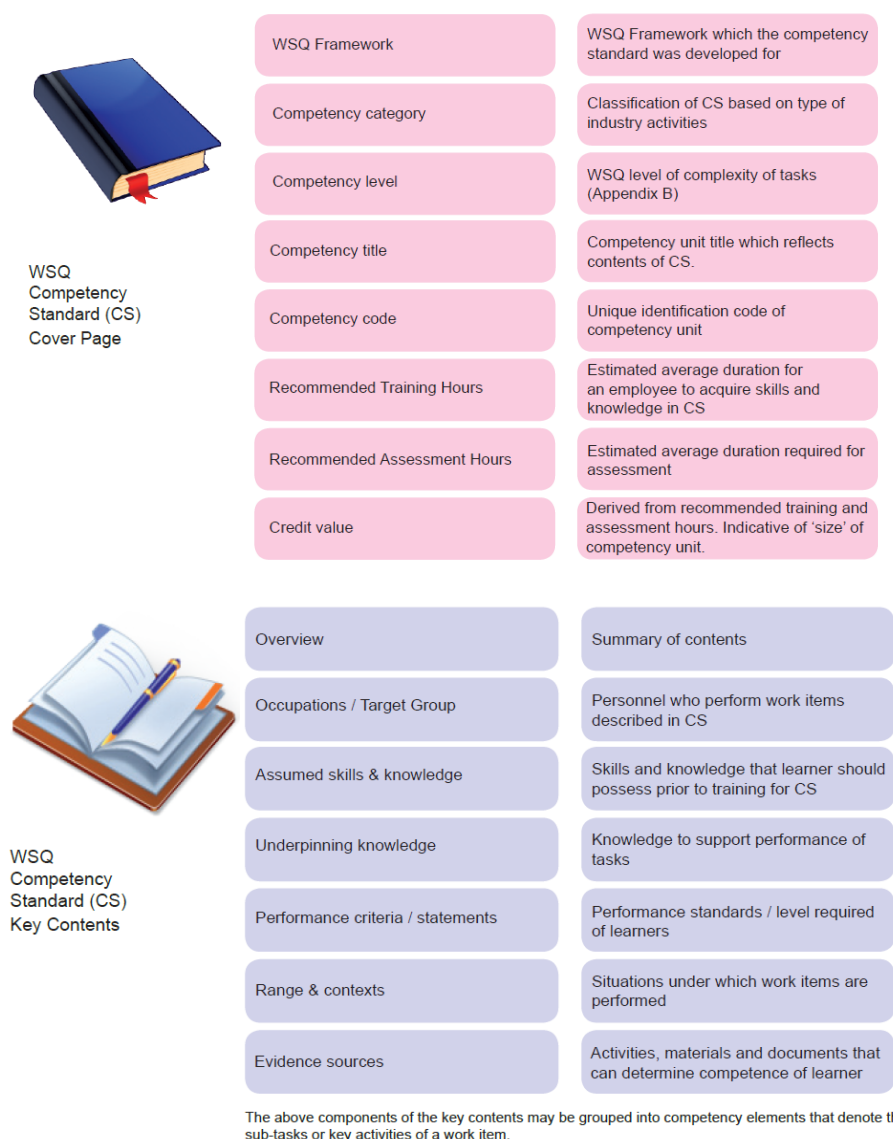 WSQ Framework
WSQ Framework which the competency
standard was developed for
Competency category
Classification of CS based on type of
industry activities
Competency level
WSQ level of complexity of tasks
(Appendix B)
Competency title
Competency unit title which reflects
contents of CS.
WSQ
Competency
Standard (CS)
Cover Page
Competency code
Unique identification code of
competency unit
Recommended Training Hours
Estimated average duration for
an employee to acquire skills and
knowledge in CS
Recommended Assessment Hours
Estimated average duration required for
assessment
Credit value
Derived from recommended training and
assessment hours. Indicative of ‘size’ of
competency unit.
Overview
Summary of contents
Occupations / Target Group
Personnel who perform work items
described in CS
Assumed skills & knowledge
Skills and knowledge that learner should
possess prior to training for CS
Underpinning knowledge
Knowledge to support performance of
tasks
WSQ
Competency
Standard (CS)
Key Contents
Performance criteria / statements
Performance standards / level required
of learners
Range & contexts
Situations under which work items are
performed
Evidence sources
Activities, materials and documents that
can determine competence of learner
The above components of the key contents may be grouped into competency elements that denote th
sub-tasks or key activities of a work item.